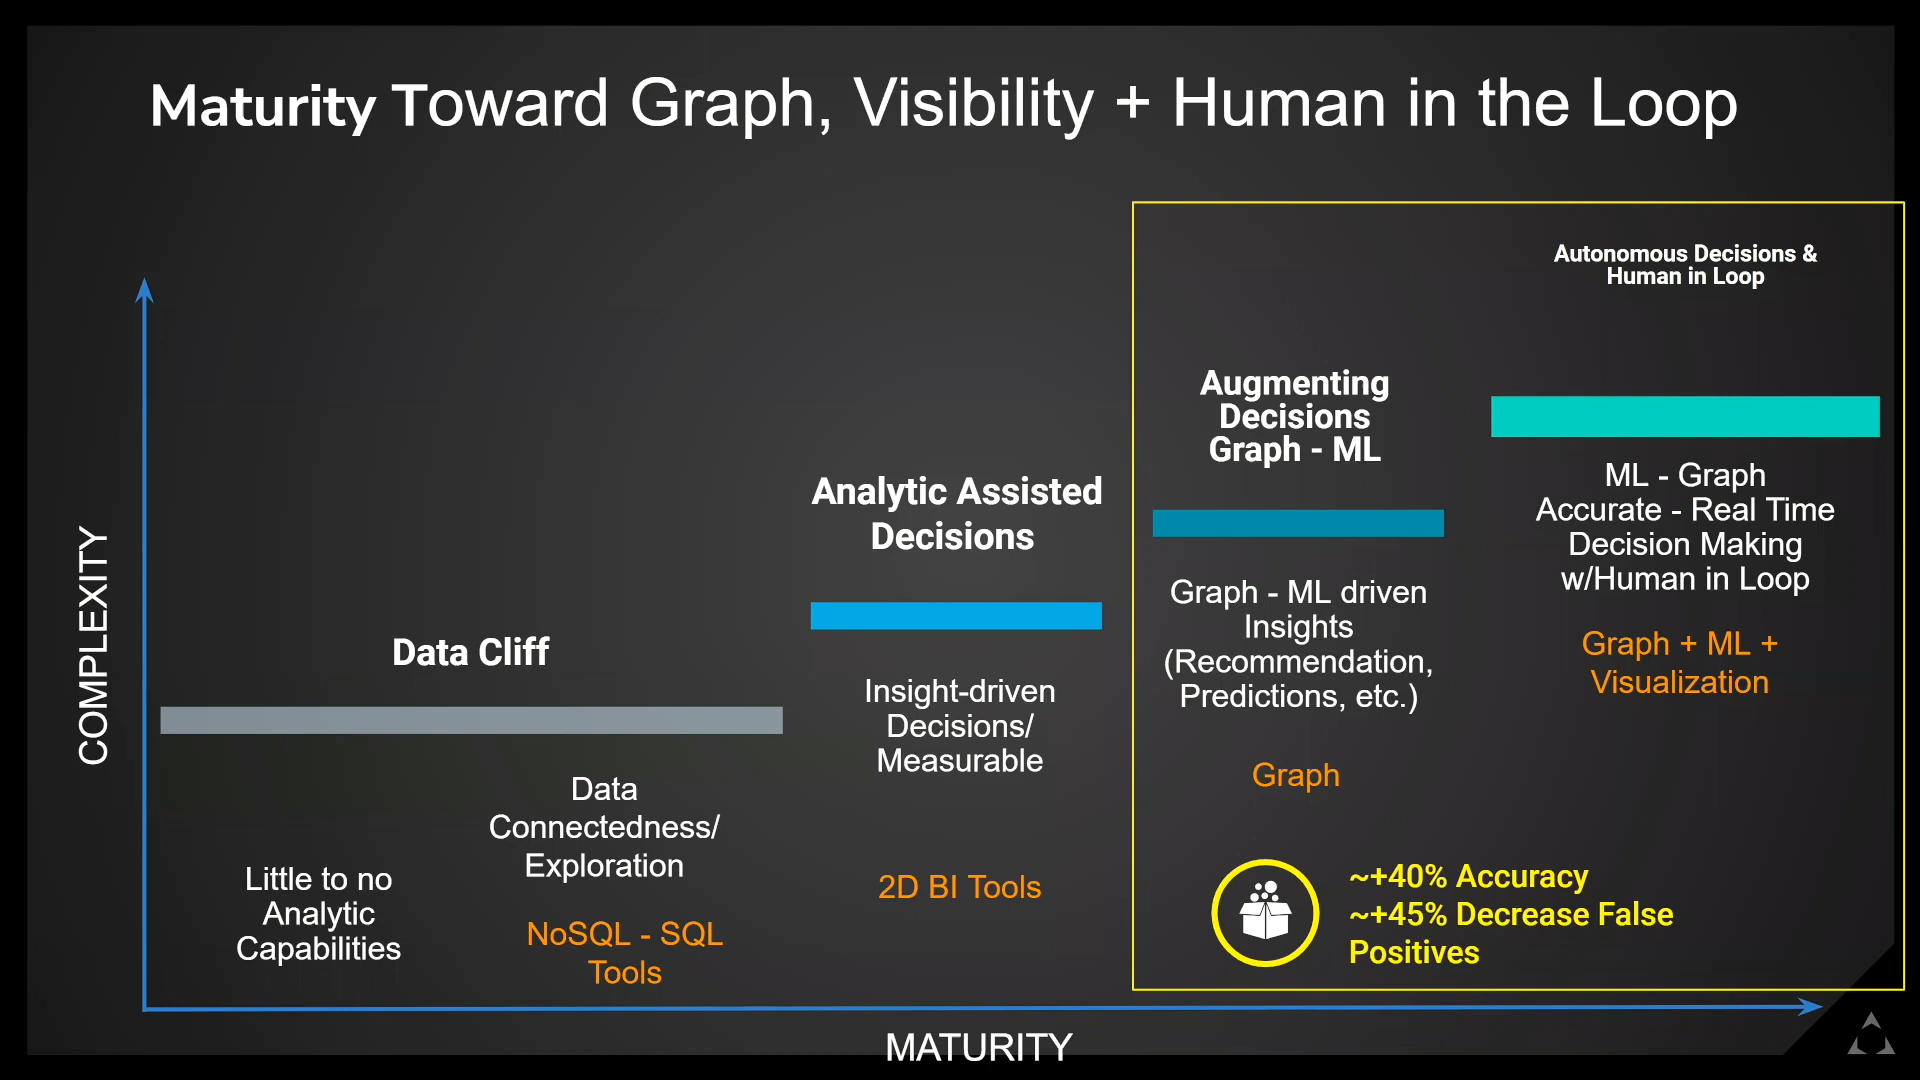 Maturity Toward Graph, Visibility + Human in the Loop
COMPLEXITY
Data Cliff
Little to no
Analytic
Capabilities
Data
Connectedness/
Exploration
NoSQL - SQL
Tools
Analytic Assisted
Decisions
Insight-driven
Decisions/
Measurable
2D BI Tools
Augmenting
Decisions
Graph - ML
Graph - ML driven
Insights
(Recommendation,
Predictions, etc.)
Graph
Autonomous Decisions &
Human in Loop
ML - Graph
Accurate - Real Time
Decision Making
w/Human in Loop
Graph + ML +
Visualization
~+40% Accuracy
~+45% Decrease False
Positives
MATURITY